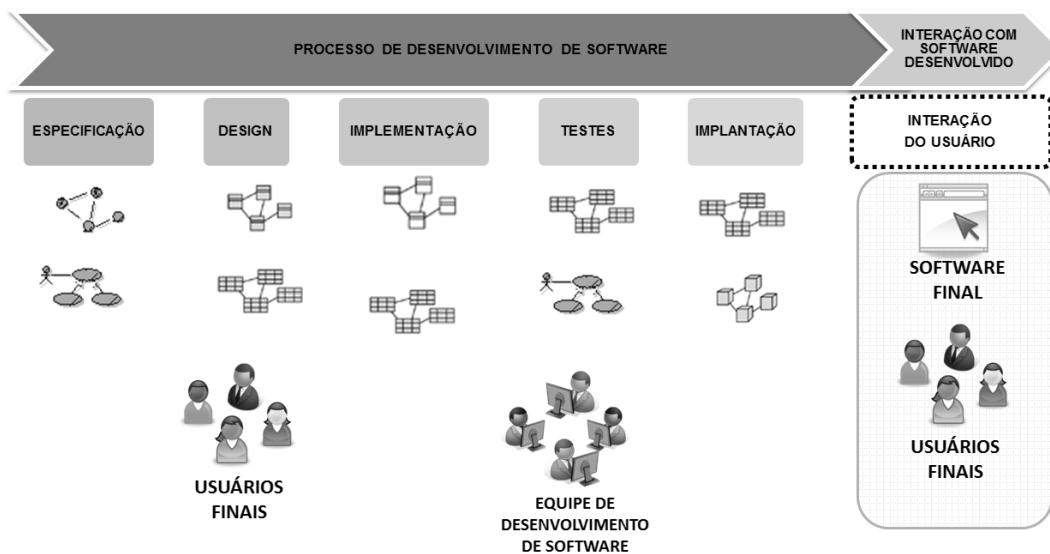 PROCESSO DE DESENVOLVIMENTO DE SOFTWARE
INTERAÇÃO COM
SOFTWARE
DESENVOLVIDO
ESPECIFICAÇÃO
DESIGN
IMPLEMENTAÇÃO
TESTES
IMPLANTAÇÃO
INTERAÇÃO
DO USUÁRIO
SOFTWARE
FINAL
USUÁRIOS
FINAIS
EQUIPE DE
DESENVOLVIMENTO
DE SOFTWARE
USUÁRIOS
FINAIS